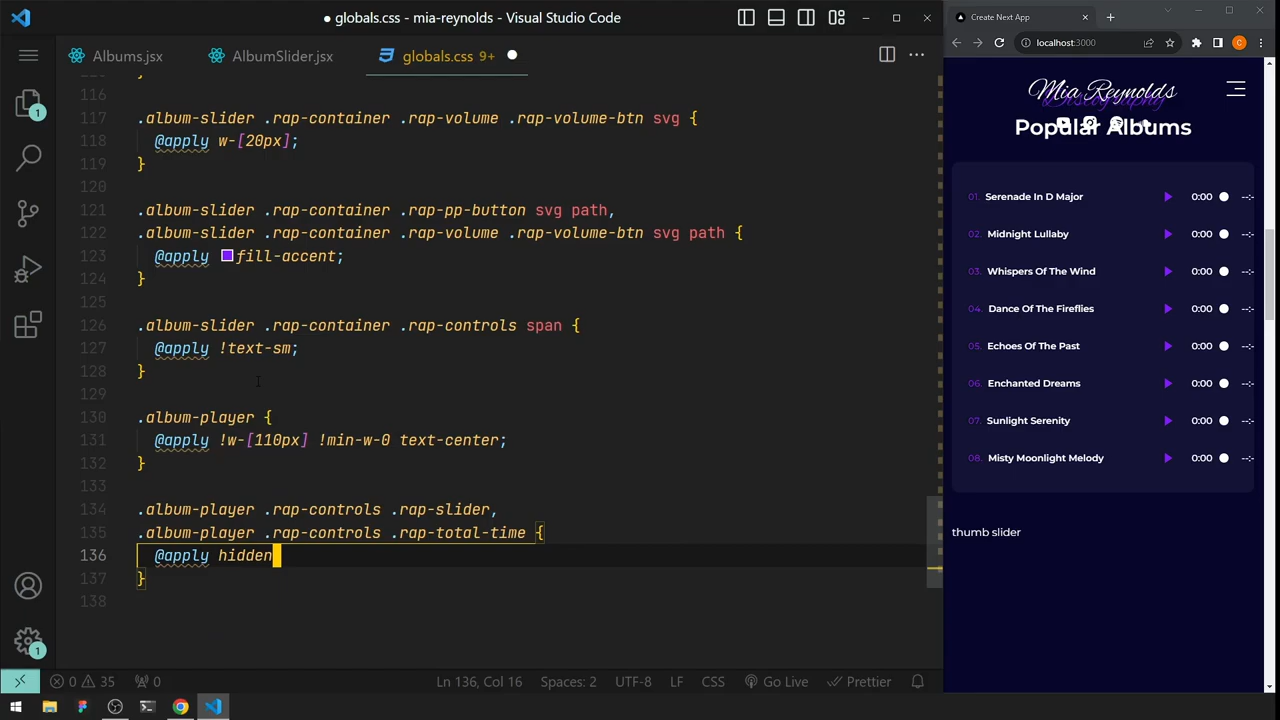 globals.css - mia-reynolds - Visual Studio Code
Albums.jsx
AlbumSlider.jsx
globals.css 9+
116
117 .album-slider .rap-container .rap-volume .rap-volume-btn svg {
118 @apply w-[20px];
119 }
120
121 .album-slider .rap-container .rap-pp-button svg path,
122 .album-slider .rap-container .rap-volume .rap-volume-btn svg path {
123 @apply fill-accent;
124 }
125
126 .album-slider .rap-container .rap-controls span {
127 @apply !text-sm;
128 }
129
130 .album-player {
131 @apply !w-[110px] !min-w-0 text-center;
132 }
133
134 .album-player .rap-controls .rap-slider,
135 .album-player .rap-controls .rap-total-time {
136 @apply hidden
137 }
138
1
1
0 35 0
Ln 136, Col 16
Spaces: 2
UTF-8
LF
CSS
Go Live
Prettier
Create Next App
localhost:3000
C
Mia Reynolds
Discography
Popular Albums
01. Serenade In D Major 0:00 --:-
02. Midnight Lullaby 0:00 --:-
03. Whispers Of The Wind 0:00 --:-
04. Dance Of The Fireflies 0:00 --:-
05. Echoes Of The Past 0:00 --:-
06. Enchanted Dreams 0:00 --:-
07. Sunlight Serenity 0:00 --:-
08. Misty Moonlight Melody 0:00 --:-
thumb slider